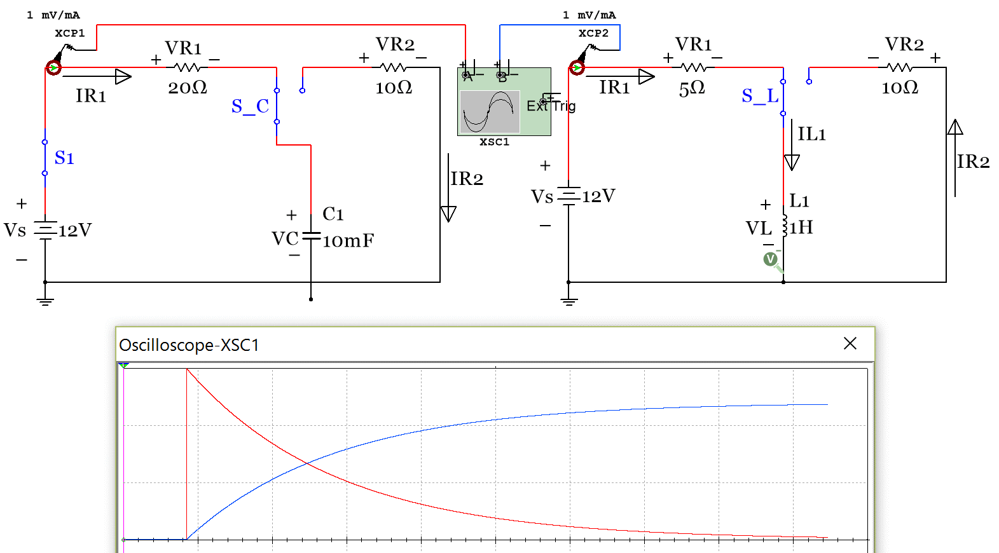 1 mV/mA
XCP1
VR1
+ −
20Ω
IR1
VR2
+ −
10Ω
S_C
S1
+
Vs 12V
−
C1
+
VC 10mF
−
IR2
A
B
+ −
+ −
+ −
Ext Trig
XSC1
1 mV/mA
XCP2
VR1
+ −
5Ω
IR1
VR2
− +
10Ω
S_L
IL1
IR2
+
Vs 12V
−
L1
+
VL 1H
−
V
−
Oscilloscope-XSC1